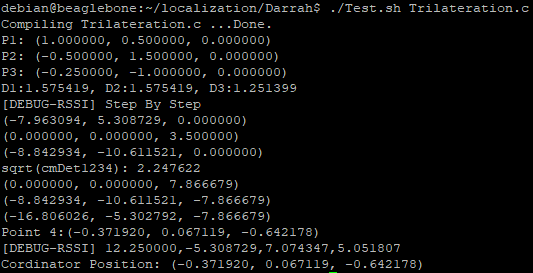 debian@beaglebone:~/localization/Darrah$ ./Test.sh Trilateration.c
Compiling Trilateration.c ...Done.
P1: (1.000000, 0.500000, 0.000000)
P2: (-0.500000, 1.500000, 0.000000)
P3: (-0.250000, -1.000000, 0.000000)
D1:1.575419, D2:1.575419, D3:1.251399
[DEBUG-RSSI] Step By Step
(-7.963094, 5.308729, 0.000000)
(0.000000, 0.000000, 3.500000)
(-8.842934, -10.611521, 0.000000)
sqrt(cmDet1234): 2.247622
(0.000000, 0.000000, 7.866679)
(-8.842934, -10.611521, -7.866679)
(-16.806026, -5.302792, -7.866679)
Point 4:(-0.371920, 0.067119, -0.642178)
[DEBUG-RSSI] 12.250000,-5.308729,7.074347,5.051807
Cordinator Position: (-0.371920, 0.067119, -0.642178)